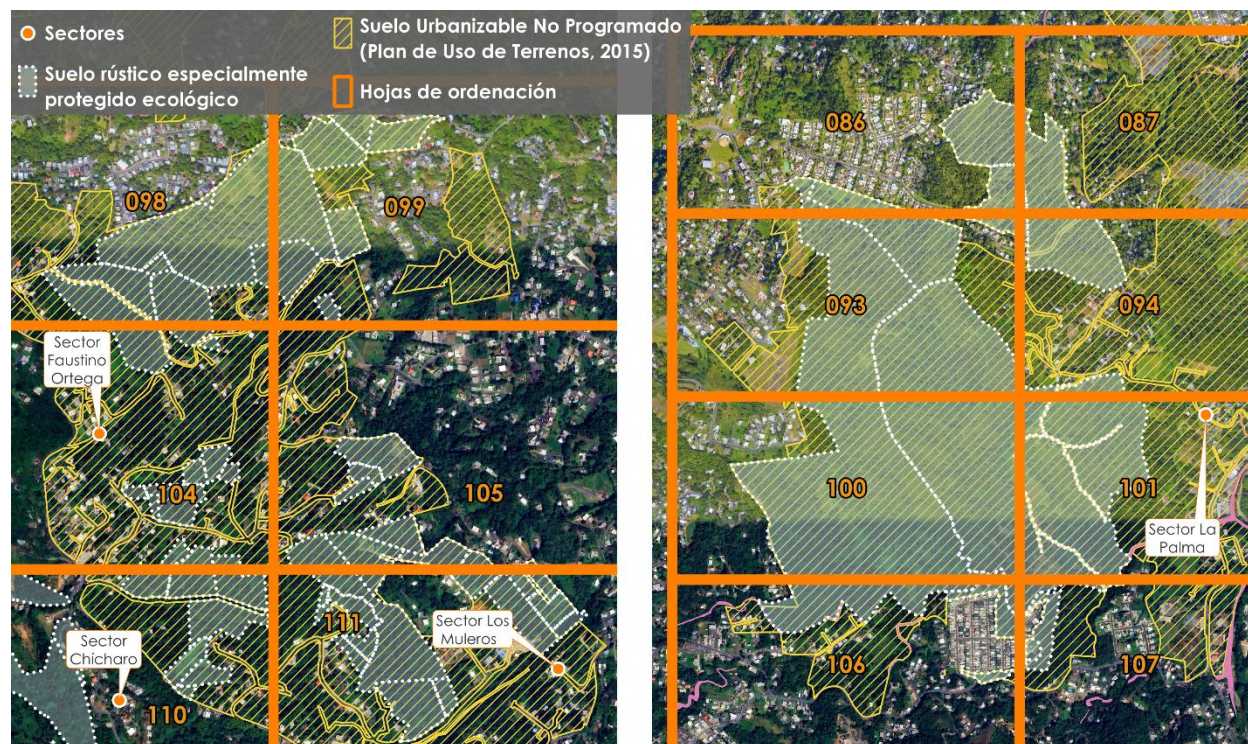 Sectores
Suelo rústico especialmente
protegido ecológico
Suelo Urbanizable No Programado
(Plan de Uso de Terrenos, 2015)
Hojas de ordenación
098
099
Sector
Faustino
Ortega
104
105
Sector
Chícharo
110
111
Sector Los
Muleros
086
087
093
094
100
101
Sector La
Palma
106
107